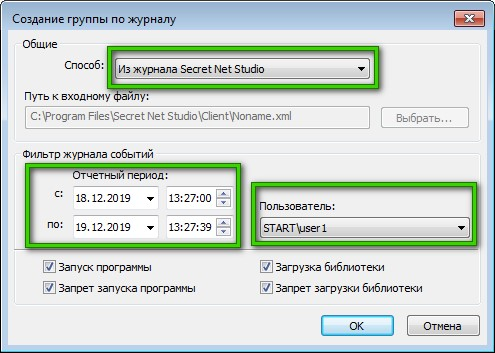 Создание группы по журналу
Общие
Способ: Из журнала Secret Net Studio
Путь к входному файлу:
C:\Program Files\Secret Net Studio\Client\Noname.xml Выбрать...
Фильтр журнала событий
Отчетный период:
с: 18.12.2019 13:27:00
по: 19.12.2019 13:27:39
Пользователь:
START\user1
Запуск программы Загрузка библиотеки
Запрет запуска программы Запрет загрузки библиотеки
OK Отмена